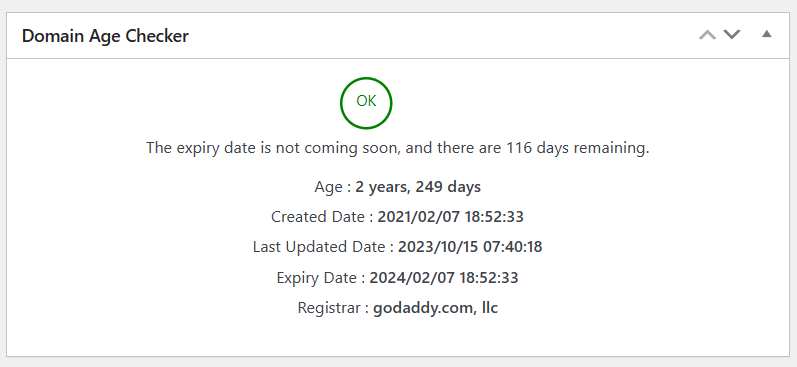 Domain Age Checker
OK
The expiry date is not coming soon, and there are 116 days remaining.
Age : 2 years, 249 days
Created Date : 2021/02/07 18:52:33
Last Updated Date : 2023/10/15 07:40:18
Expiry Date : 2024/02/07 18:52:33
Registrar : godaddy.com, llc